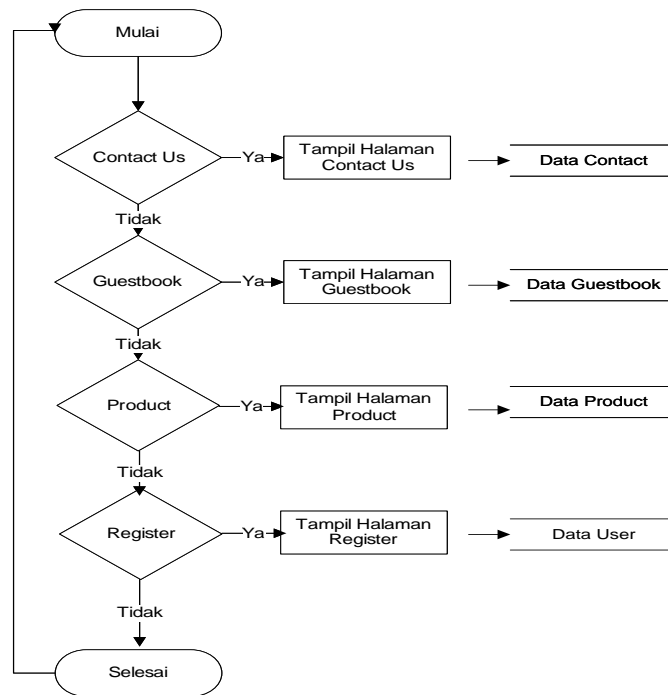 Mulai
Contact Us
Ya
Tampil Halaman
Contact Us
Data Contact
Tidak
Guestbook
Ya
Tampil Halaman
Guestbook
Data Guestbook
Tidak
Product
Ya
Tampil Halaman
Product
Data Product
Tidak
Register
Ya
Tampil Halaman
Register
Data User
Tidak
Selesai